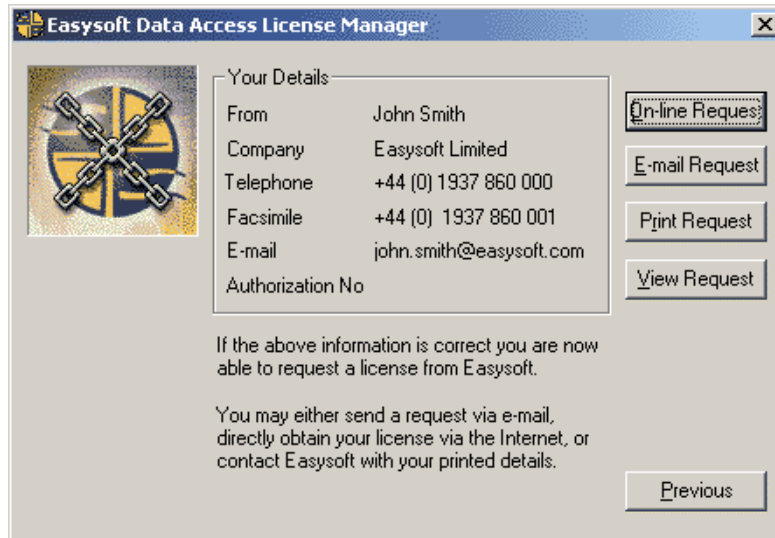 Easysoft Data Access License Manager
Your Details
From John Smith
Company Easysoft Limited
Telephone +44 (0) 1937 860 000
Facsimile +44 (0) 1937 860 001
E-mail john.smith@easysoft.com
Authorization No
On-line Request
E-mail Request
Print Request
View Request
If the above information is correct you are now
able to request a license from Easysoft.
You may either send a request via e-mail,
directly obtain your license via the Internet, or
contact Easysoft with your printed details.
Previous